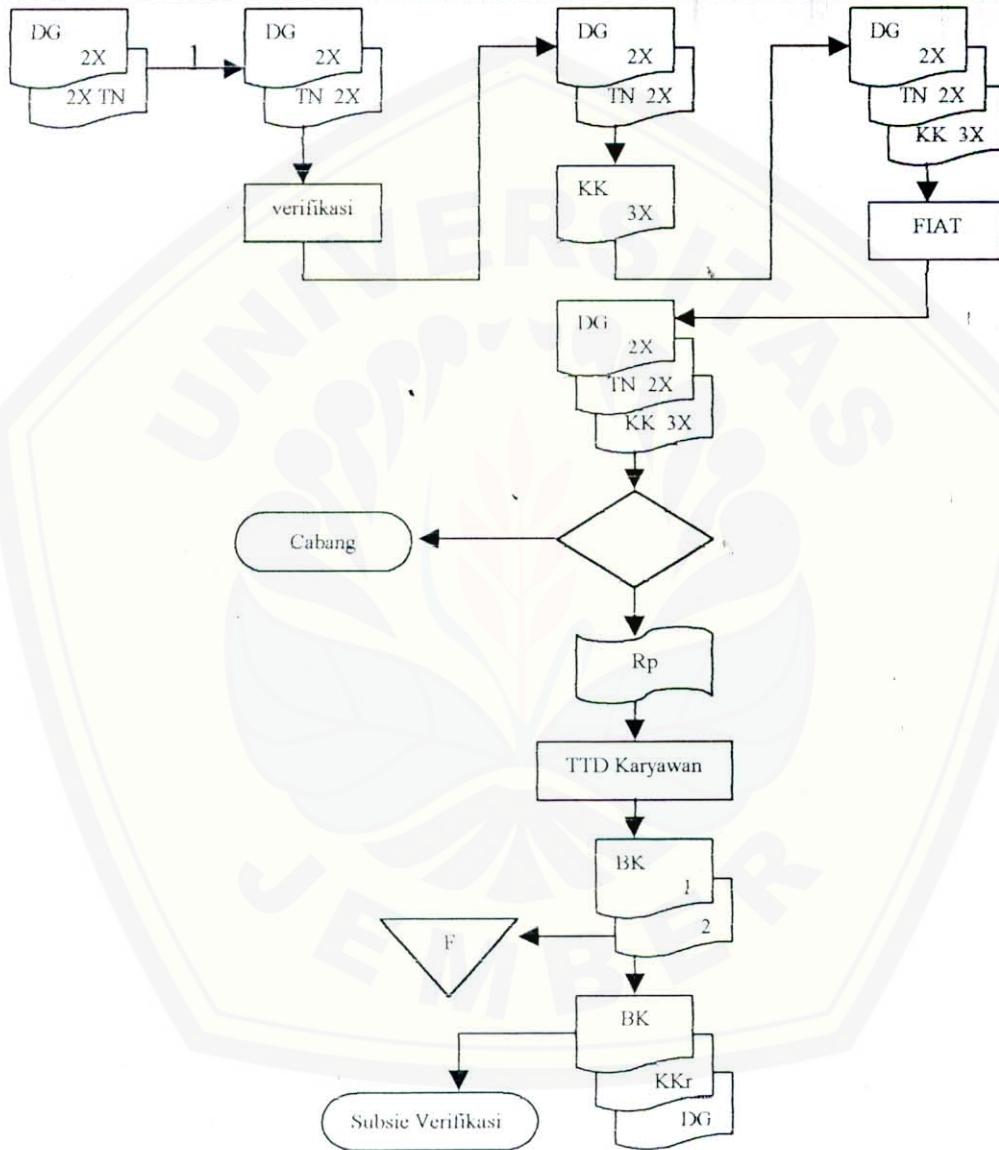 DG
2X
2X TN
1
DG
2X
TN 2X
verifikasi
DG
2X
TN 2X
KK
3X
DG
2X
TN 2X
KK 3X
FIAT
DG
2X
TN 2X
KK 3X
Cabang
Rp
TTD Karyawan
BK
1
2
F
BK
KKr
DG
Subsie Verifikasi
UNIVERSITAS
JEMBER